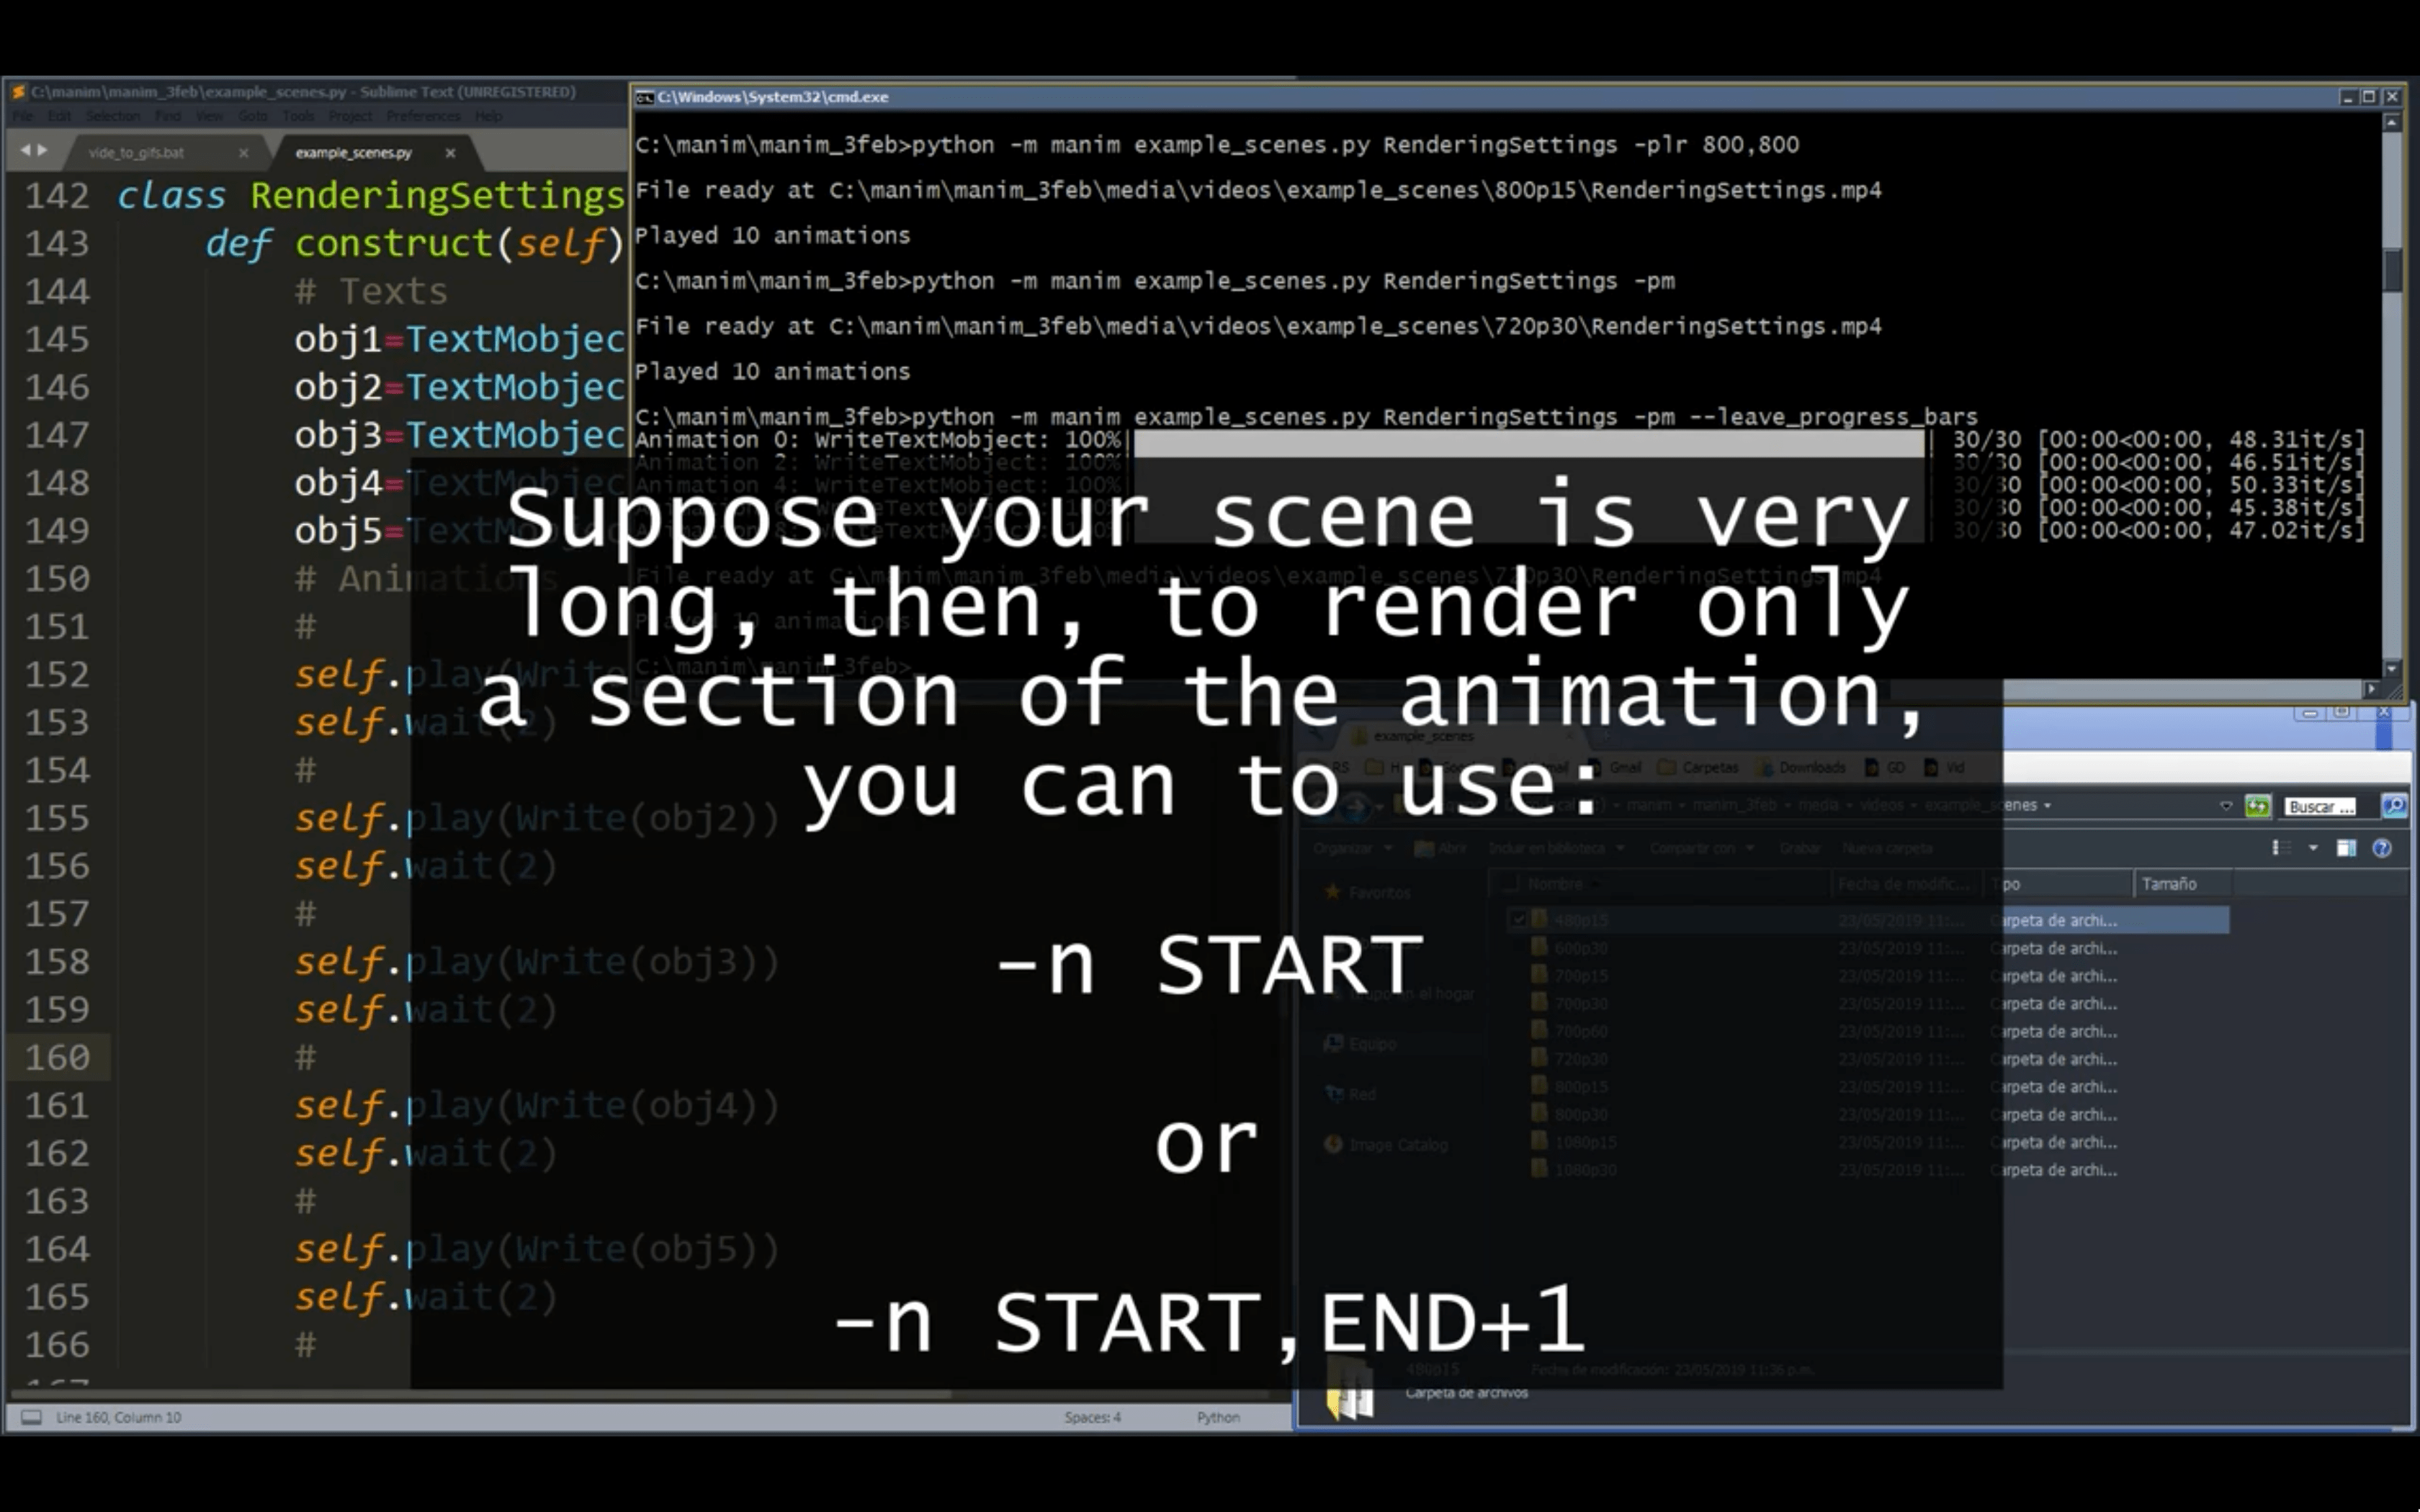 C:\manim\manim_3feb\example_scenes.py - Sublime Text (UNREGISTERED)
File Edit Selection Find View Goto Tools Project Preferences Help
vide_to_gifs.bat
example_scenes.py
142 class RenderingSettings
143 def construct(self)
144 # Texts
145 obj1=TextMobjec
146 obj2=TextMobjec
147 obj3=TextMobjec
148 obj4=TextMobjec
149 obj5=TextMobjec
150 # Animations
151 #
152 self.play(Write
153 self.wait(2)
154 #
155 self.play(Write(obj2))
156 self.wait(2)
157 #
158 self.play(Write(obj3))
159 self.wait(2)
160 #
161 self.play(Write(obj4))
162 self.wait(2)
163 #
164 self.play(Write(obj5))
165 self.wait(2)
166 #
Line 160, Column 10
Spaces: 4
Python
C:\Windows\System32\cmd.exe
C:\manim\manim_3feb>python -m manim example_scenes.py RenderingSettings -plr 800,800
File ready at C:\manim\manim_3feb\media\videos\example_scenes\800p15\RenderingSettings.mp4
Played 10 animations
C:\manim\manim_3feb>python -m manim example_scenes.py RenderingSettings -pm
File ready at C:\manim\manim_3feb\media\videos\example_scenes\720p30\RenderingSettings.mp4
Played 10 animations
C:\manim\manim_3feb>python -m manim example_scenes.py RenderingSettings -pm --leave_progress_bars
Animation 0: WriteTextMobject: 100%| | 30/30 [00:00<00:00, 48.31it/s]
Animation 2: WriteTextMobject: 100% 30/30 [00:00<00:00, 46.51it/s]
Animation 4: WriteTextMobject: 100% 30/30 [00:00<00:00, 50.33it/s]
30/30 [00:00<00:00, 45.38it/s]
30/30 [00:00<00:00, 47.02it/s]
File ready at C:\manim\manim_3feb\media\videos\example_scenes\720p30\RenderingSettings.mp4
Played 10 animations
C:\manim\manim_3feb>
Suppose your scene is very
long, then, to render only
a section of the animation,
you can to use:
-n START
or
-n START,END+1
example_scenes
Gmail Carpetas Downloads GD Vid
manim manim_3feb media videos example_scenes
Buscar ...
Organizar Abrir Incluir en biblioteca Compartir con Grabar Nueva carpeta
Nombre Fecha de modific... Tipo Tamaño
Favoritos
Grupo en el hogar
Equipo
Red
Image Catalog
480p15 23/05/2019 11:... Carpeta de archi...
600p30 23/05/2019 11:... Carpeta de archi...
700p15 23/05/2019 11:... Carpeta de archi...
700p30 23/05/2019 11:... Carpeta de archi...
700p60 23/05/2019 11:... Carpeta de archi...
720p30 23/05/2019 11:... Carpeta de archi...
800p15 23/05/2019 11:... Carpeta de archi...
800p30 23/05/2019 11:... Carpeta de archi...
1080p15 23/05/2019 11:... Carpeta de archi...
1080p30 23/05/2019 11:... Carpeta de archi...
480p15 Fecha de modificación: 23/05/2019 11:36 p.m.
Carpeta de archivos